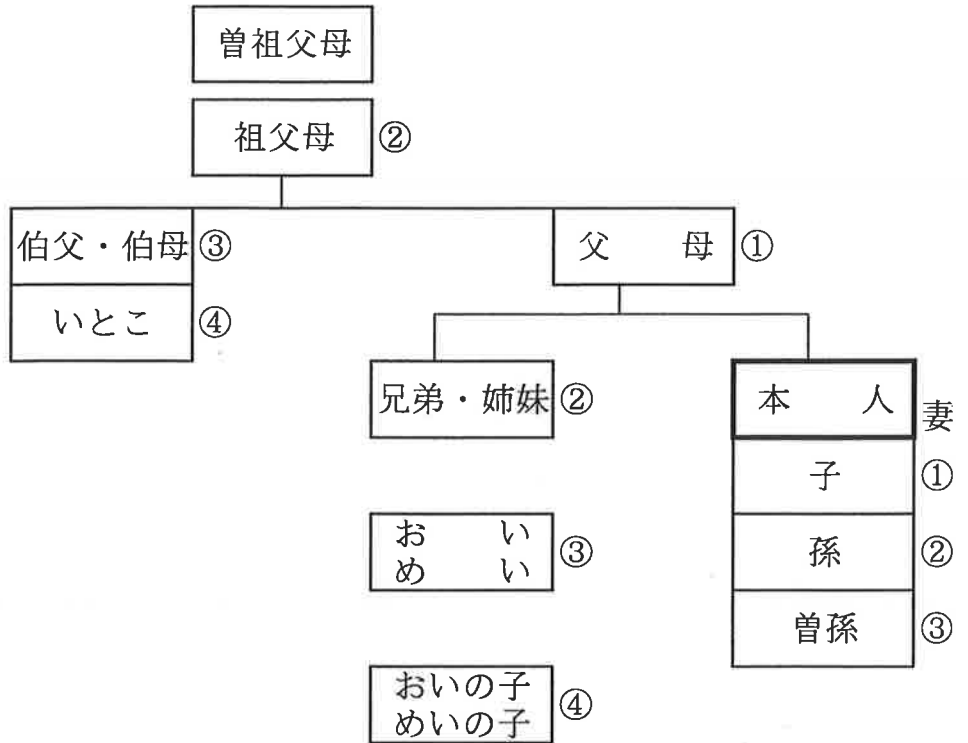 曽祖父母
祖父母 ②
伯父・伯母 ③
父 母 ①
いとこ ④
兄弟・姉妹 ②
本 人 妻
子 ①
お い
め い ③
孫 ②
曽孫 ③
おいの子
めいの子 ④